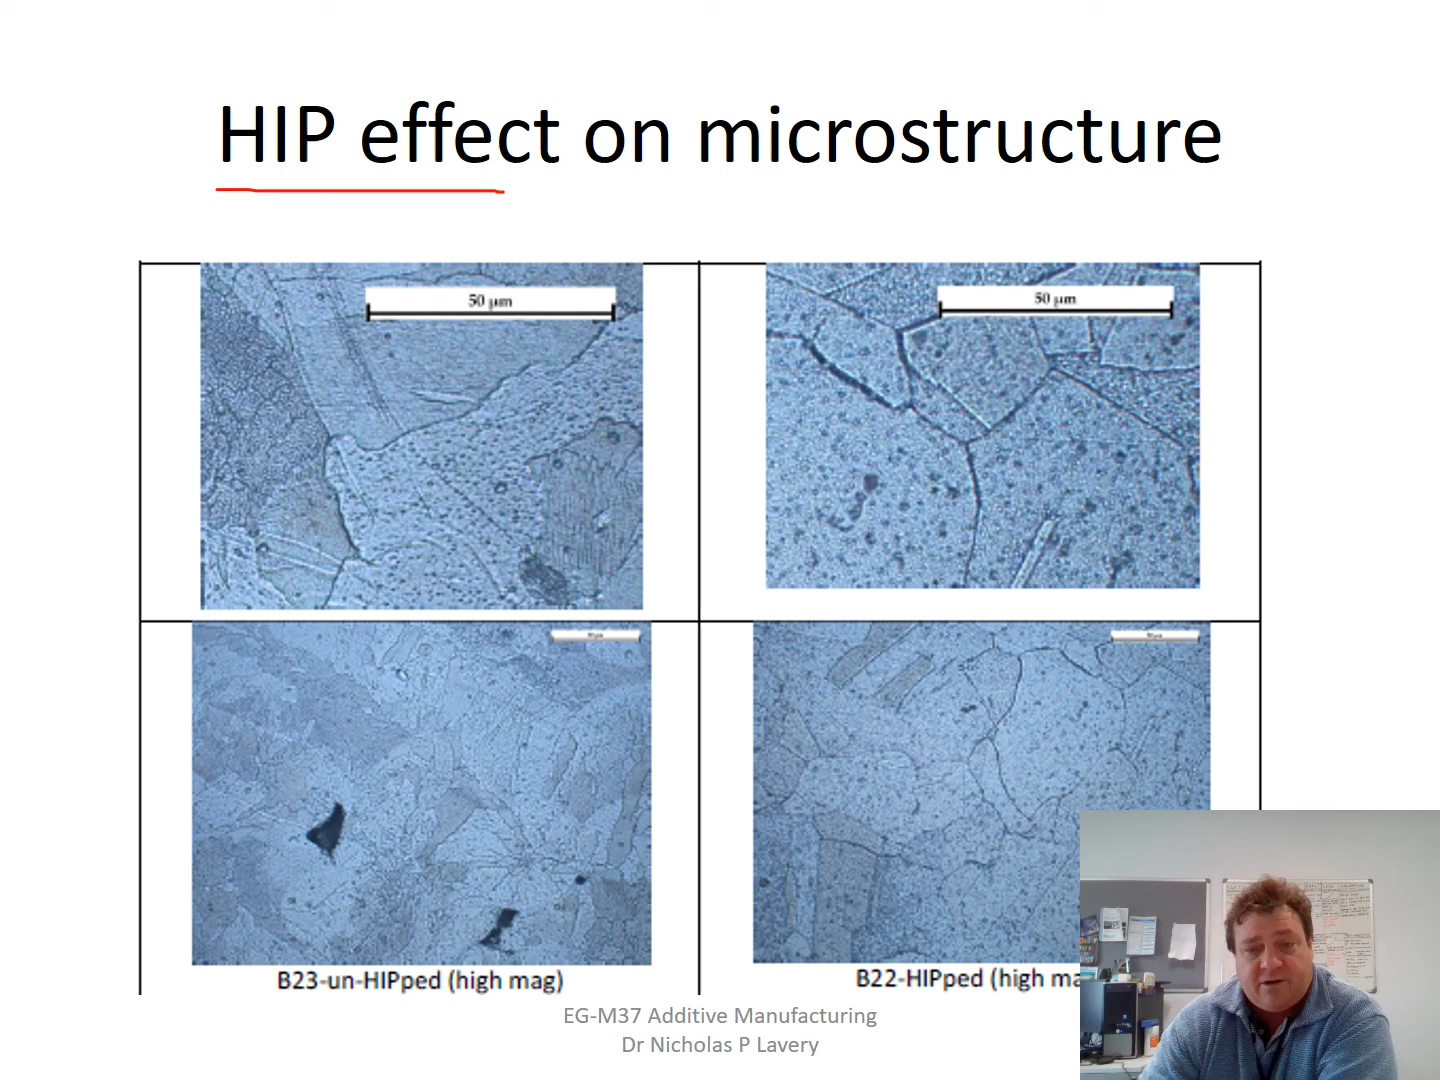 HIP effect on microstructure
50 µm
50 µm
B23-un-HIPped (high mag)
B22-HIPped (high ma
EG-M37 Additive Manufacturing
Dr Nicholas P Lavery